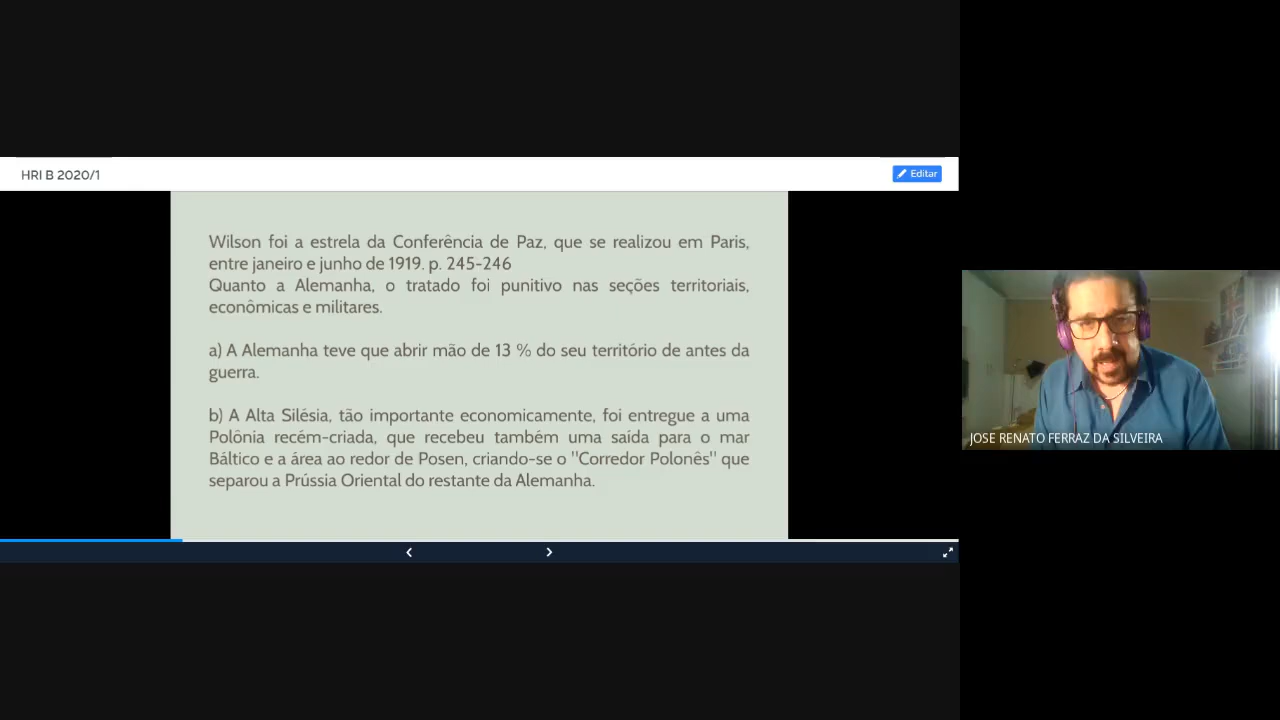 HRI B 2020/1
Editar
Wilson foi a estrela da Conferência de Paz, que se realizou em Paris,
entre janeiro e junho de 1919. p. 245-246
Quanto a Alemanha, o tratado foi punitivo nas seções territoriais,
econômicas e militares.
a) A Alemanha teve que abrir mão de 13 % do seu território de antes da
guerra.
b) A Alta Silésia, tão importante economicamente, foi entregue a uma
Polônia recém-criada, que recebeu também uma saída para o mar
Báltico e a área ao redor de Posen, criando-se o "Corredor Polonês" que
separou a Prússia Oriental do restante da Alemanha.
JOSE RENATO FERRAZ DA SILVEIRA